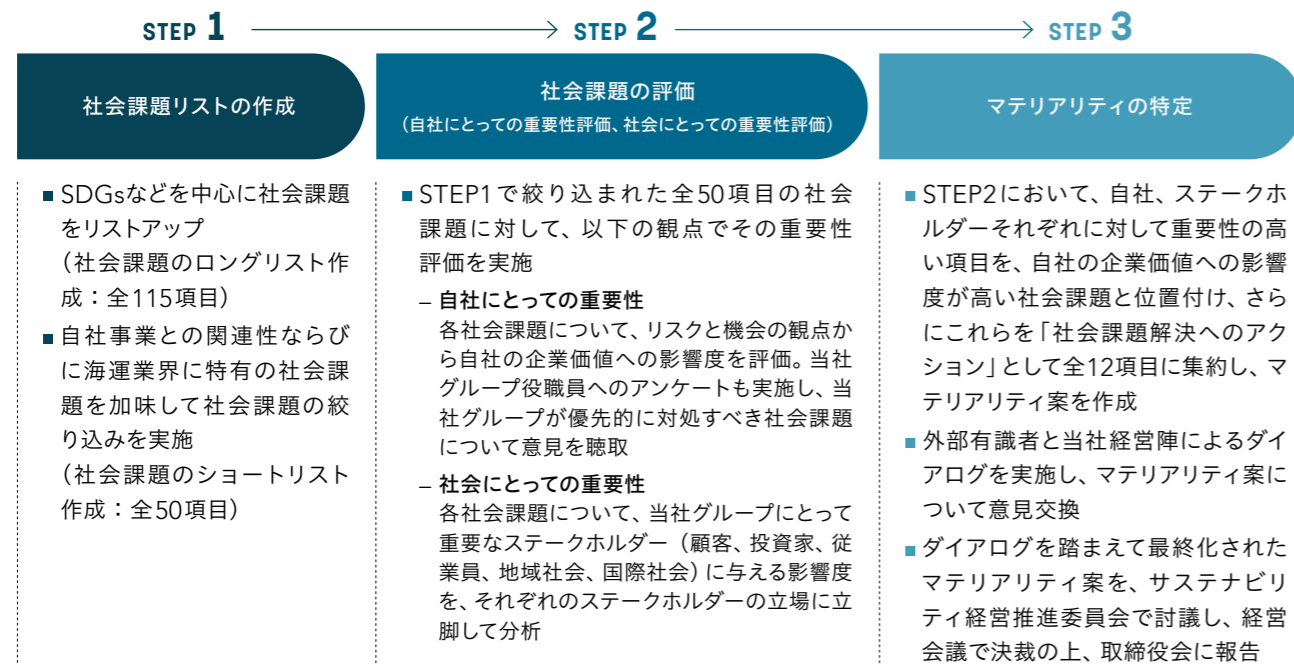 STEP 1
STEP 2
STEP 3
社会課題リストの作成
社会課題の評価
（自社にとっての重要性評価、社会にとっての重要性評価）
マテリアリティの特定
■ SDGsなどを中心に社会課題
をリストアップ
（社会課題のロングリスト作
成：全115項目）
■ 自社事業との関連性ならび
に海運業界に特有の社会課
題を加味して社会課題の絞
り込みを実施
（社会課題のショートリスト
作成：全50項目）
■ STEP1で絞り込まれた全50項目の社会
課題に対して、以下の観点でその重要性
評価を実施
– 自社にとっての重要性
各社会課題について、リスクと機会の観点か
ら自社の企業価値への影響度を評価。当社
グループ役職員へのアンケートも実施し、当
社グループが優先的に対処すべき社会課題
について意見を聴取
– 社会にとっての重要性
各社会課題について、当社グループにとって
重要なステークホルダー（顧客、投資家、従
業員、地域社会、国際社会）に与える影響度
を、それぞれのステークホルダーの立場に立
脚して分析
■ STEP2において、自社、ステークホ
ルダーそれぞれに対して重要性の高
い項目を、自社の企業価値への影響
度が高い社会課題と位置付け、さら
にこれらを「社会課題解決へのアク
ション」として全12項目に集約し、マ
テリアリティ案を作成
■ 外部有識者と当社経営陣によるダイ
アログを実施し、マテリアリティ案に
ついて意見交換
■ ダイアログを踏まえて最終化された
マテリアリティ案を、サステナビリ
ティ経営推進委員会で討議し、経営
会議で決裁の上、取締役会に報告